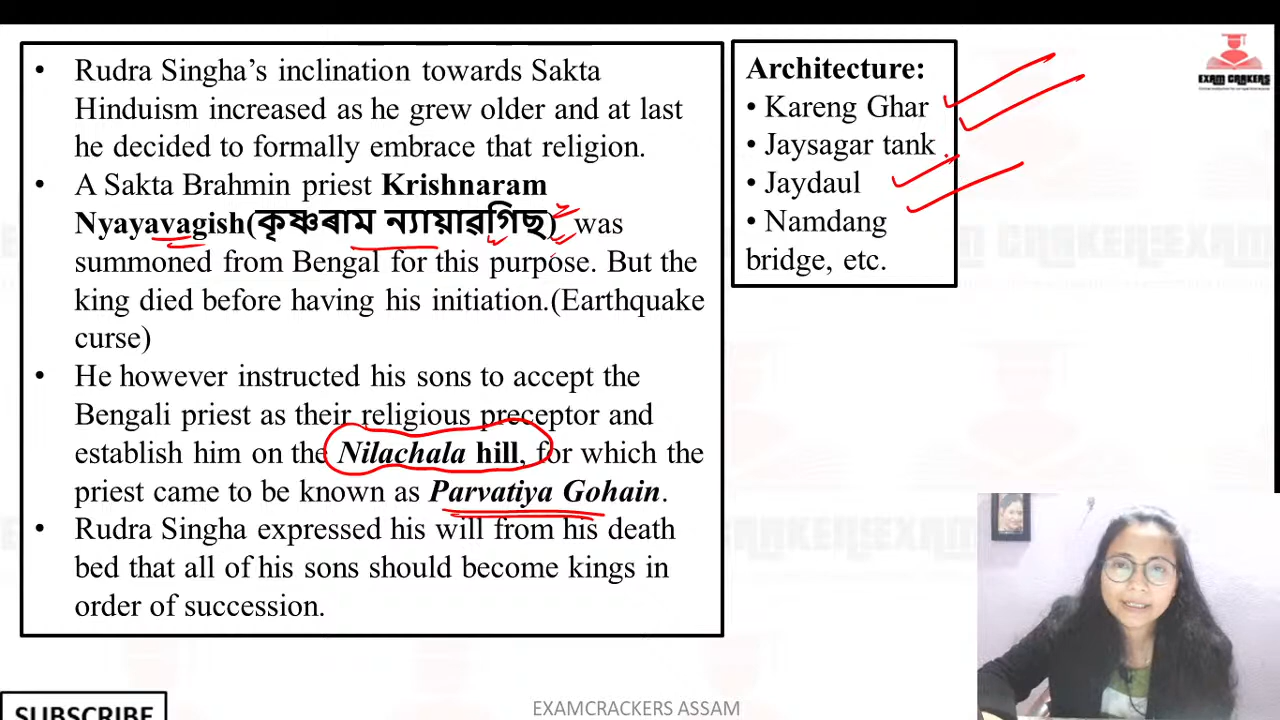 • Rudra Singha’s inclination towards Sakta
Hinduism increased as he grew older and at last
he decided to formally embrace that religion.
• A Sakta Brahmin priest Krishnaram
Nyayavagish(কৃষ্ণৰাম ন্যায়াৱগিছ) was
summoned from Bengal for this purpose. But the
king died before having his initiation.(Earthquake
curse)
• He however instructed his sons to accept the
Bengali priest as their religious preceptor and
establish him on the Nilachala hill, for which the
priest came to be known as Parvatiya Gohain.
• Rudra Singha expressed his will from his death
bed that all of his sons should become kings in
order of succession.
Architecture:
• Kareng Ghar
• Jaysagar tank
• Jaydaul
• Namdang
bridge, etc.
EXAM CRAKERS
SUBSCRIBE
EXAMCRACKERS ASSAM